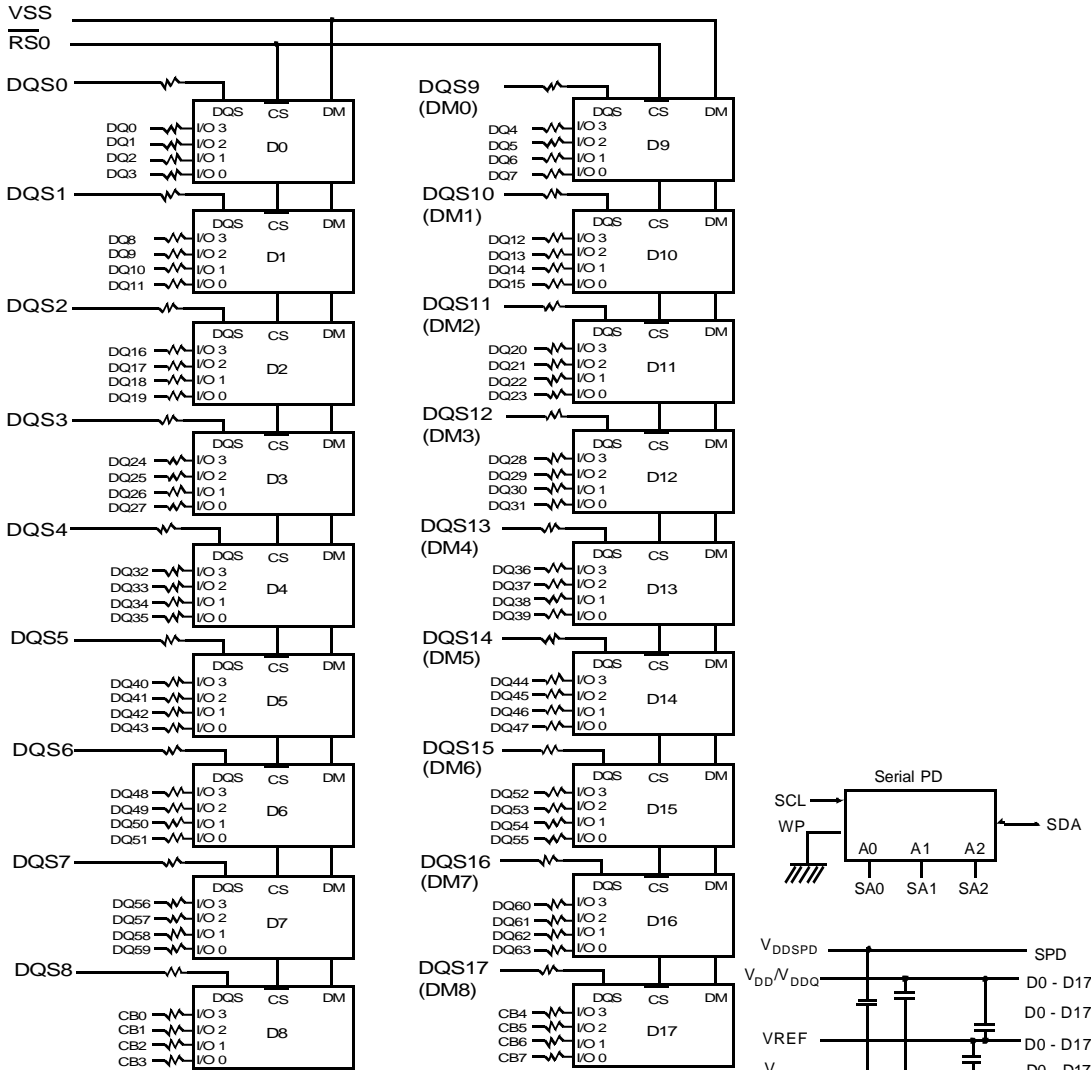 VSS
RS0
DQS0
DQS CS DM
DQ0 I/O 3
DQ1 I/O 2
DQ2 I/O 1
DQ3 I/O 0
D0
DQS1
DQS CS DM
DQ8 I/O 3
DQ9 I/O 2
DQ10 I/O 1
DQ11 I/O 0
D1
DQS2
DQS CS DM
DQ16 I/O 3
DQ17 I/O 2
DQ18 I/O 1
DQ19 I/O 0
D2
DQS3
DQS CS DM
DQ24 I/O 3
DQ25 I/O 2
DQ26 I/O 1
DQ27 I/O 0
D3
DQS4
DQS CS DM
DQ32 I/O 3
DQ33 I/O 2
DQ34 I/O 1
DQ35 I/O 0
D4
DQS5
DQS CS DM
DQ40 I/O 3
DQ41 I/O 2
DQ42 I/O 1
DQ43 I/O 0
D5
DQS6
DQS CS DM
DQ48 I/O 3
DQ49 I/O 2
DQ50 I/O 1
DQ51 I/O 0
D6
DQS7
DQS CS DM
DQ56 I/O 3
DQ57 I/O 2
DQ58 I/O 1
DQ59 I/O 0
D7
DQS8
DQS CS DM
CB0 I/O 3
CB1 I/O 2
CB2 I/O 1
CB3 I/O 0
D8
DQS9
(DM0)
DQS CS DM
DQ4 I/O 3
DQ5 I/O 2
DQ6 I/O 1
DQ7 I/O 0
D9
DQS10
(DM1)
DQS CS DM
DQ12 I/O 3
DQ13 I/O 2
DQ14 I/O 1
DQ15 I/O 0
D10
DQS11
(DM2)
DQS CS DM
DQ20 I/O 3
DQ21 I/O 2
DQ22 I/O 1
DQ23 I/O 0
D11
DQS12
(DM3)
DQS CS DM
DQ28 I/O 3
DQ29 I/O 2
DQ30 I/O 1
DQ31 I/O 0
D12
DQS13
(DM4)
DQS CS DM
DQ36 I/O 3
DQ37 I/O 2
DQ38 I/O 1
DQ39 I/O 0
D13
DQS14
(DM5)
DQS CS DM
DQ44 I/O 3
DQ45 I/O 2
DQ46 I/O 1
DQ47 I/O 0
D14
DQS15
(DM6)
DQS CS DM
DQ52 I/O 3
DQ53 I/O 2
DQ54 I/O 1
DQ55 I/O 0
D15
DQS16
(DM7)
DQS CS DM
DQ60 I/O 3
DQ61 I/O 2
DQ62 I/O 1
DQ63 I/O 0
D16
DQS17
(DM8)
DQS CS DM
CB4 I/O 3
CB5 I/O 2
CB6 I/O 1
CB7 I/O 0
D17
Serial PD
SCL
WP
SDA
A0 A1 A2
SA0 SA1 SA2
VDDSPD SPD
VDD/VDDQ D0 - D17
D0 - D17
VREF D0 - D17
D0 - D17